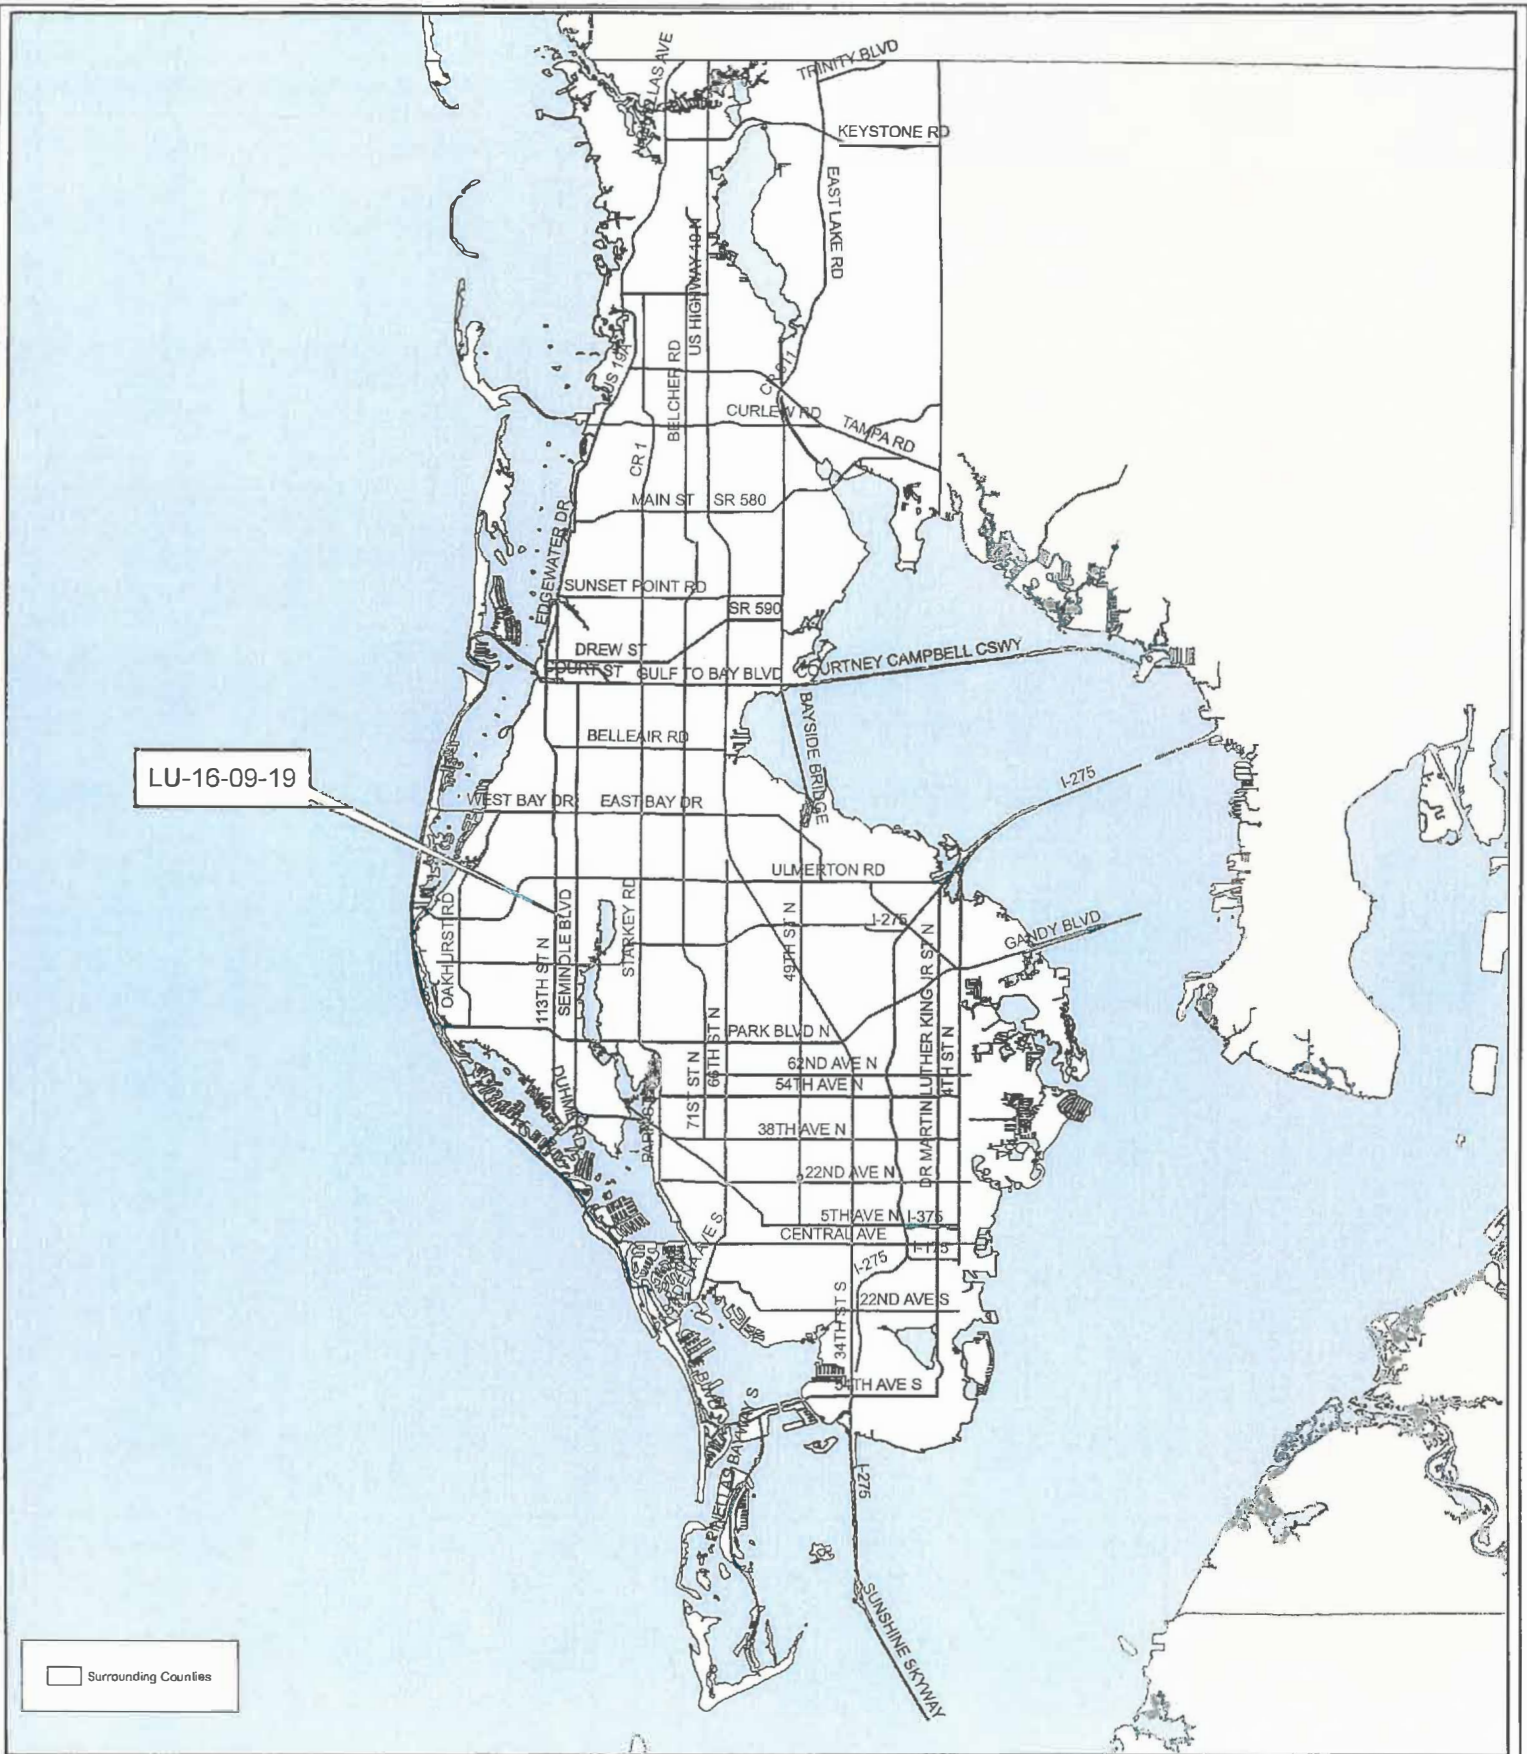 TRINITY BLVD
KEYSTONE RD
EAST LAKE RD
US HIGHWAY 19 N
US 19A
BELCHER RD
CR 611
CURLEW RD
TAMPA RD
CR 1
MAIN ST
SR 580
EDGEWATER DR
SUNSET POINT RD
SR 590
DREW ST
COURT ST
GULF TO BAY BLVD
COURTNEY CAMPBELL CSWY
BAYSIDE BRIDGE
BELLEAIR RD
I-275
LU-16-09-19
WEST BAY DR
EAST BAY DR
ULMERTON RD
OAKHURST RD
113TH ST N
SEMINOLE BLVD
STARKEY RD
49TH ST N
I-275
GANDY BLVD
DR MARTIN LUTHER KING JR ST N
4TH ST N
PARK BLVD N
71ST ST N
66TH ST N
62ND AVE N
54TH AVE N
38TH AVE N
22ND AVE N
5TH AVE N
I-375
CENTRAL AVE
I-175
I-275
22ND AVE S
34TH ST S
54TH AVE S
PINELLAS BAYWAY S
I-275
SUNSHINE SKYWAY
Surrounding Counties